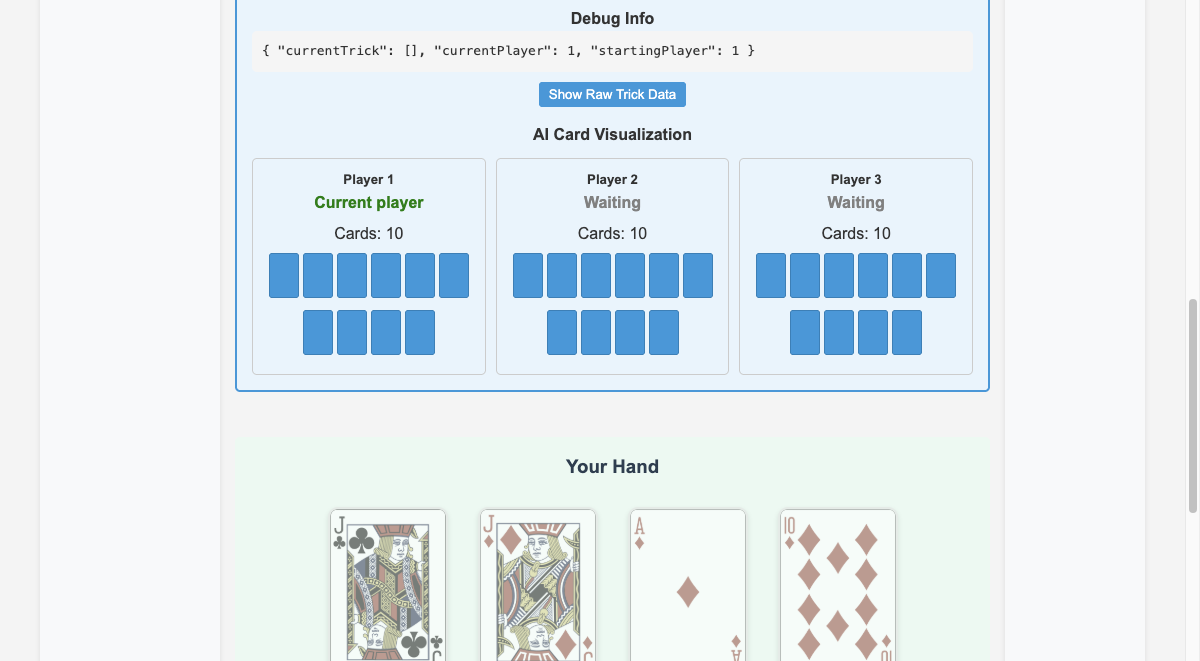 Debug Info
{ "currentTrick": [], "currentPlayer": 1, "startingPlayer": 1 }
Show Raw Trick Data
AI Card Visualization
Player 1
Current player
Cards: 10
Player 2
Waiting
Cards: 10
Player 3
Waiting
Cards: 10
Your Hand
J
J
A
10
J
J
A
10